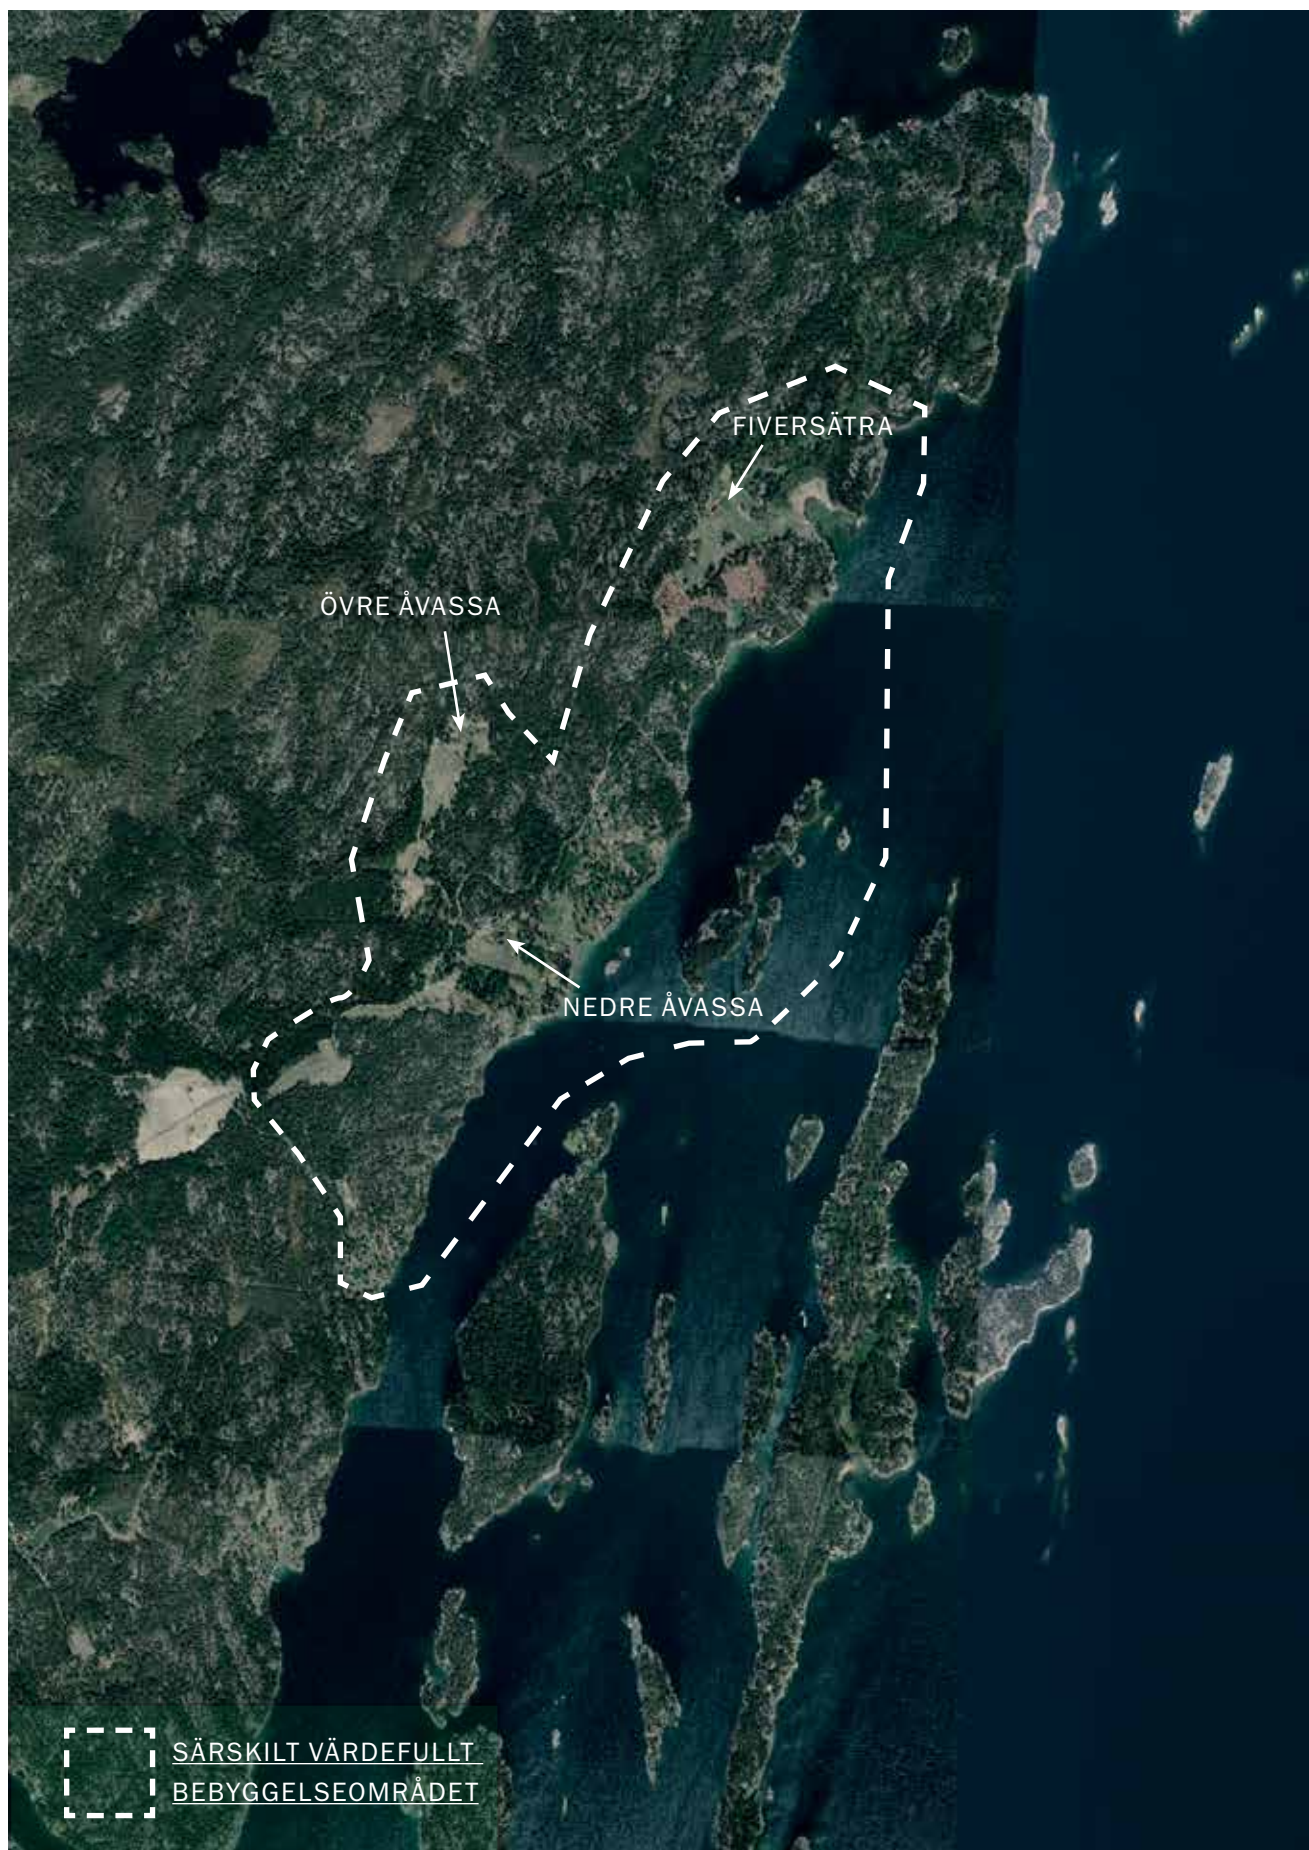 FIVERSÄTRA
ÖVRE ÅVASSA
NEDRE ÅVASSA
SÄRSKILT VÄRDEFULLT
BEBYGGELSEOMRÅDET